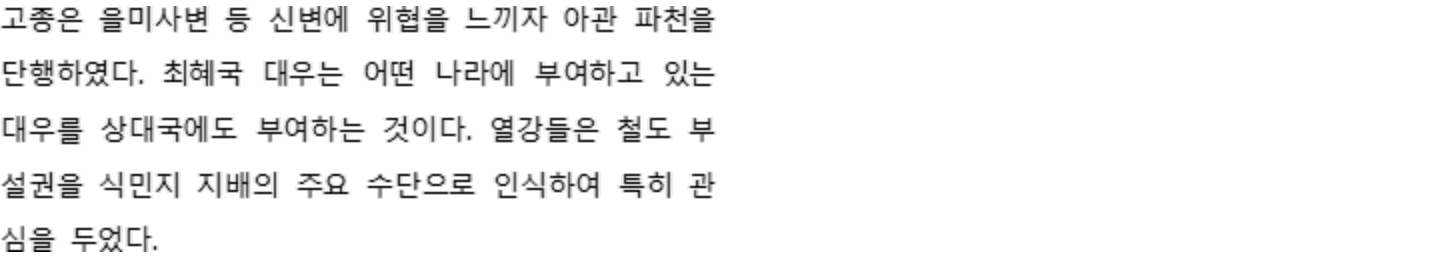 고종은 을미사변 등 신변에 위협을 느끼자 아관 파천을
단행하였다. 최혜국 대우는 어떤 나라에 부여하고 있는
대우를 상대국에도 부여하는 것이다. 열강들은 철도 부
설권을 식민지 지배의 주요 수단으로 인식하여 특히 관
심을 두었다.